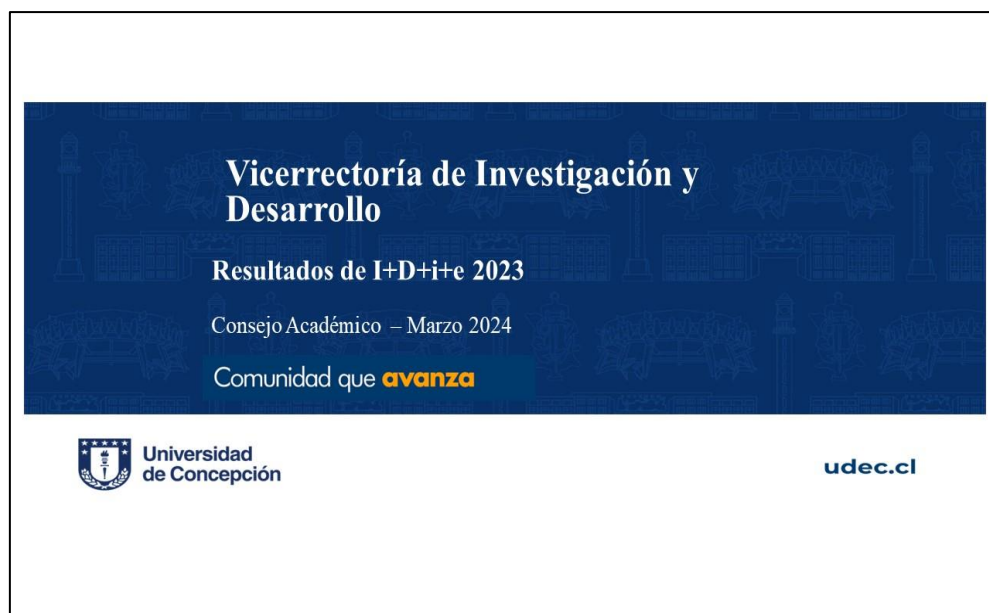 Vicerrectoría de Investigación y
Desarrollo
Resultados de I+D+i+e 2023
Consejo Académico – Marzo 2024
Comunidad que avanza
Universidad
de Concepción
udec.cl